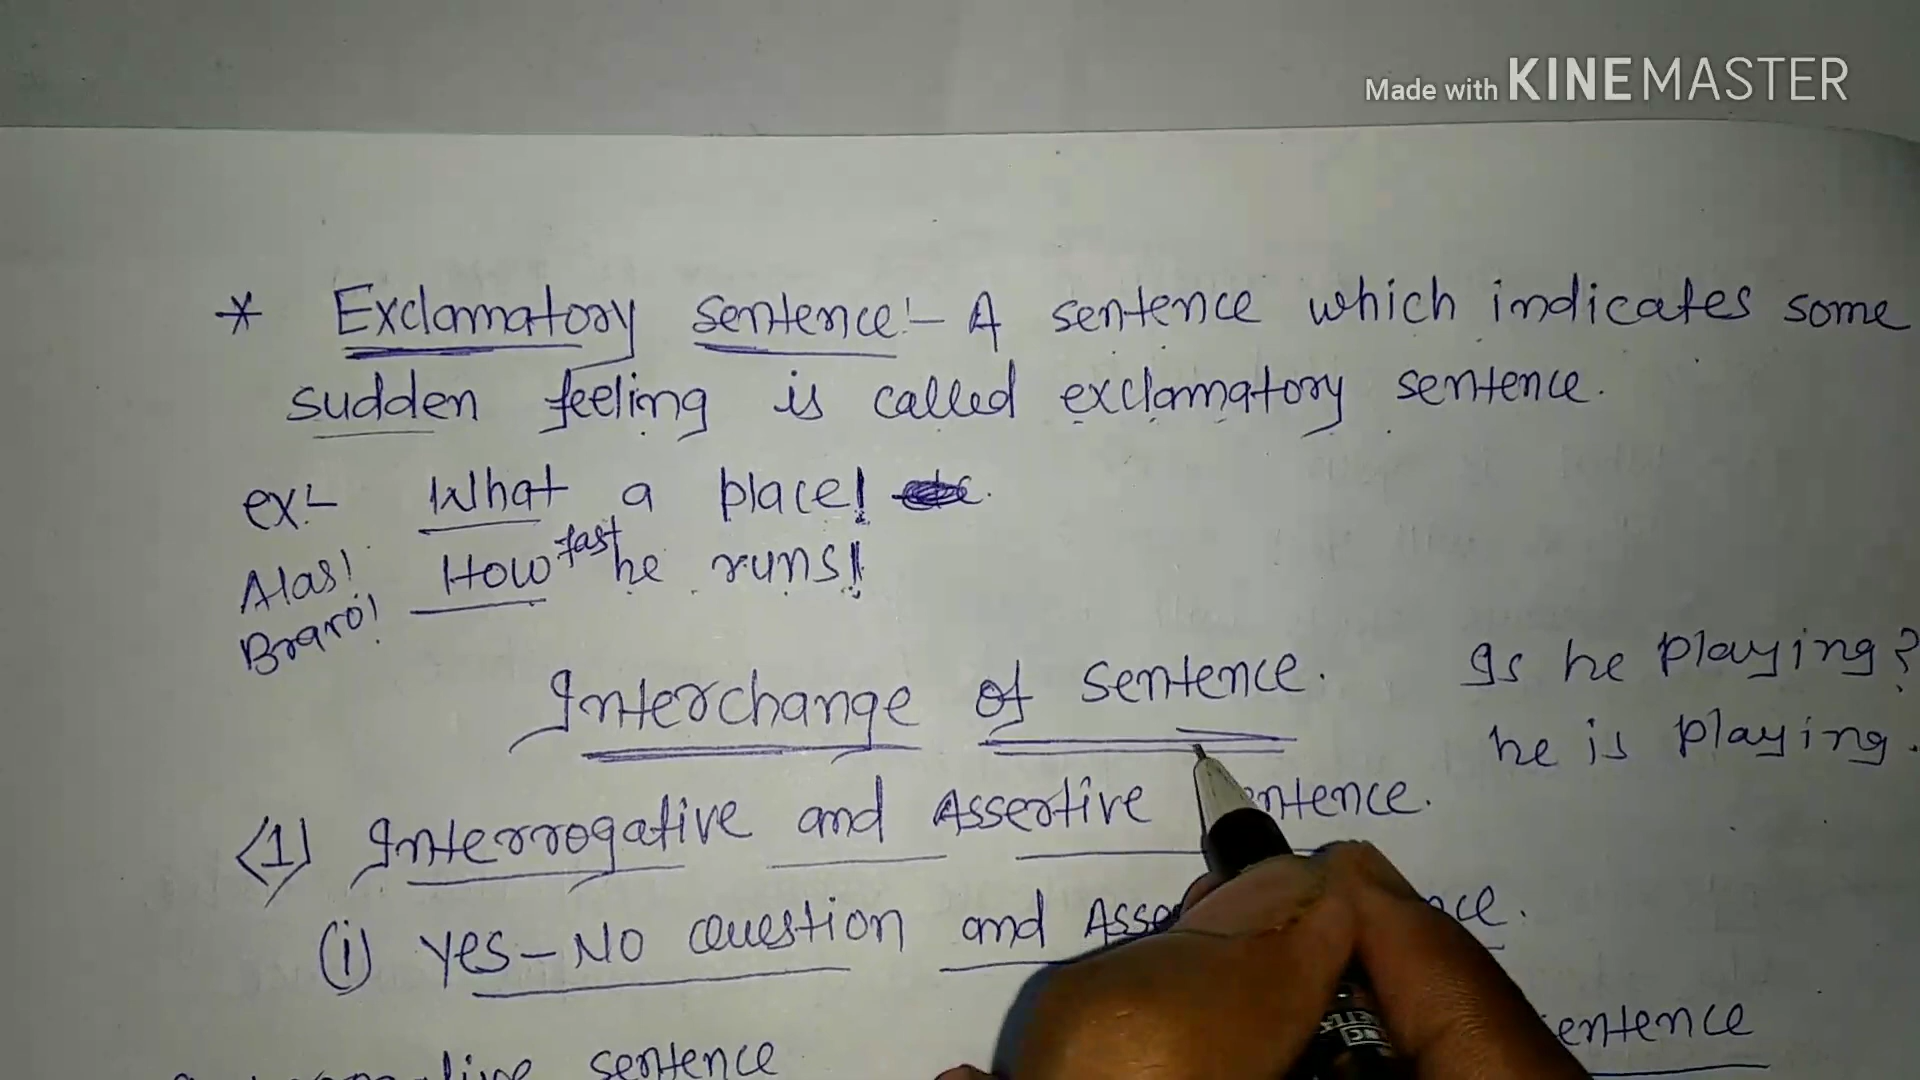 Made with KINEMASTER
* Exclamatory sentence:- A sentence which indicates some
sudden feeling is called exclamatory sentence.
ex:- What a place!
Alas! How fast he runs!
Bravo!
Interchange of sentence.
Is he playing?
he is playing.
(1) Interrogative and Assertive sentence.
(i) Yes-No Question and
sentence
sentence